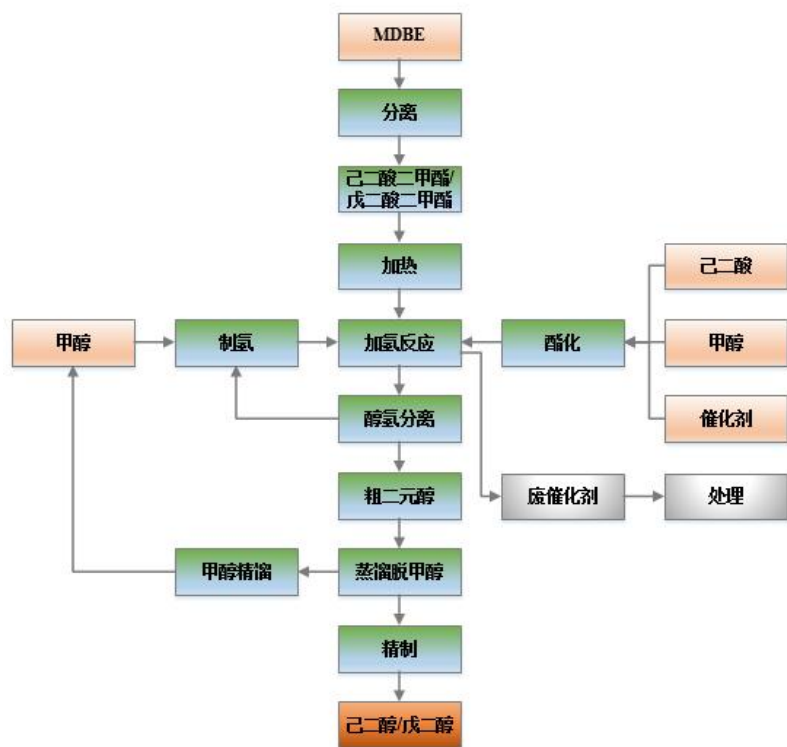 MDBE
分离
己二酸二甲酯/
戊二酸二甲酯
加热
己二酸
甲醇
制氢
加氢反应
酯化
甲醇
醇氢分离
催化剂
粗二元醇
废催化剂
处理
甲醇精馏
蒸溜脱甲醇
精制
己二醇/戊二醇